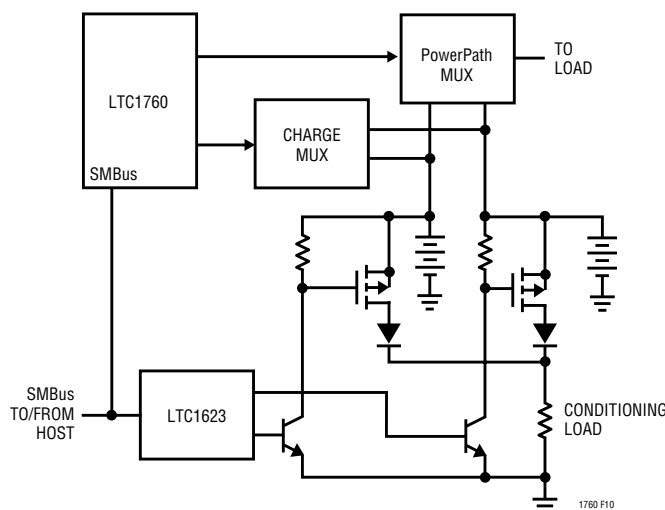 LTC1760
SMBus
PowerPath
MUX
TO
LOAD
CHARGE
MUX
SMBus
TO/FROM
HOST
LTC1623
CONDITIONING
LOAD
1760 F10